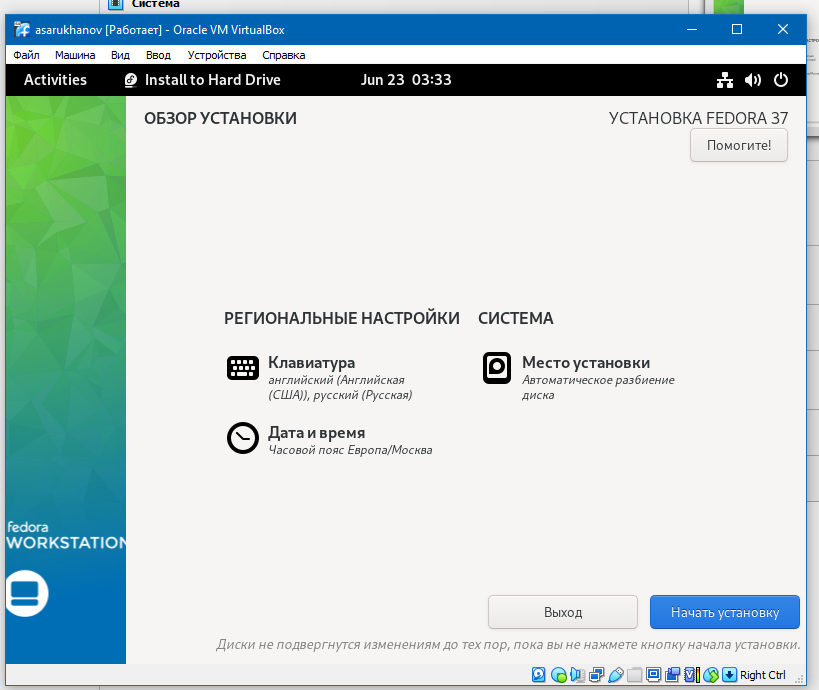 Система
asarukhanov [Работает] - Oracle VM VirtualBox
Файл Машина Вид Ввод Устройства Справка
Activities Install to Hard Drive Jun 23 03:33
ОБЗОР УСТАНОВКИ
УСТАНОВКА FEDORA 37
Помогите!
РЕГИОНАЛЬНЫЕ НАСТРОЙКИ
Клавиатура
английский (Английская
(США)), русский (Русская)
Дата и время
Часовой пояс Европа/Москва
СИСТЕМА
Место установки
Автоматическое разбиение
диска
fedora
WORKSTATION
Выход
Начать установку
Диски не подвергнутся изменениям до тех пор, пока вы не нажмете кнопку начала установки.
Right Ctrl